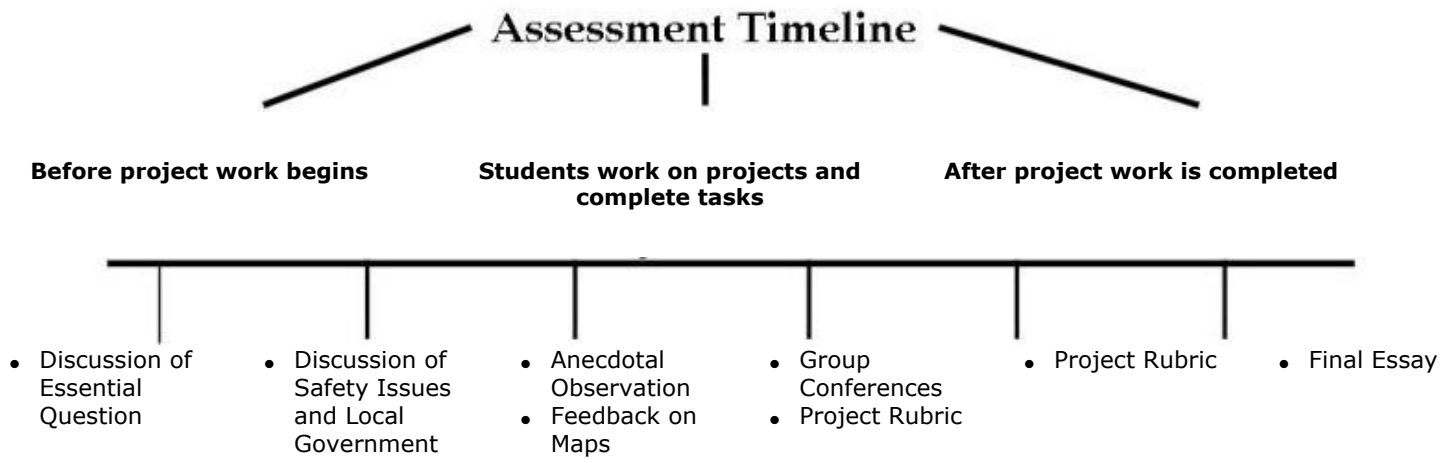 Assessment Timeline
Before project work begins
Students work on projects and
complete tasks
After project work is completed
• Discussion of
Essential
Question
• Discussion of
Safety Issues
and Local
Government
• Anecdotal
Observation
• Feedback on
Maps
• Group
Conferences
• Project Rubric
• Project Rubric
• Final Essay